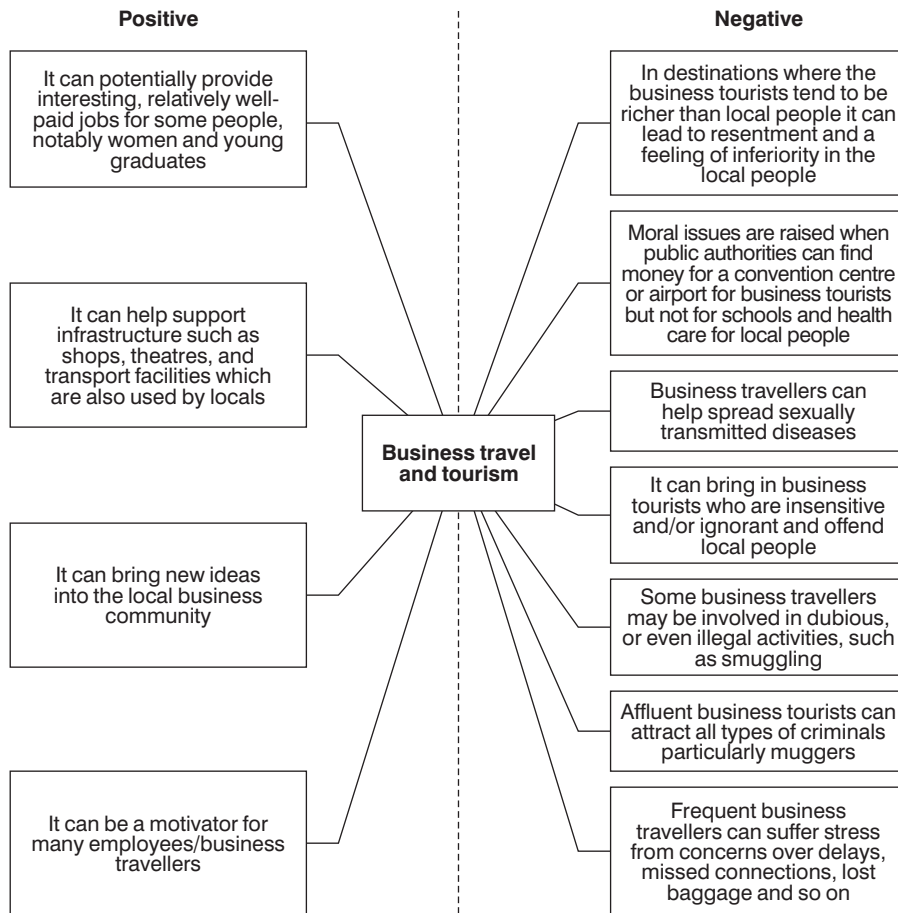 Positive
Negative
It can potentially provide
interesting, relatively well-
paid jobs for some people,
notably women and young
graduates
It can help support
infrastructure such as
shops, theatres, and
transport facilities which
are also used by locals
It can bring new ideas
into the local business
community
It can be a motivator for
many employees/business
travellers
Business travel
and tourism
In destinations where the
business tourists tend to be
richer than local people it can
lead to resentment and a
feeling of inferiority in the
local people
Moral issues are raised when
public authorities can find
money for a convention centre
or airport for business tourists
but not for schools and health
care for local people
Business travellers can
help spread sexually
transmitted diseases
It can bring in business
tourists who are insensitive
and/or ignorant and offend
local people
Some business travellers
may be involved in dubious,
or even illegal activities, such
as smuggling
Affluent business tourists can
attract all types of criminals
particularly muggers
Frequent business
travellers can suffer stress
from concerns over delays,
missed connections, lost
baggage and so on